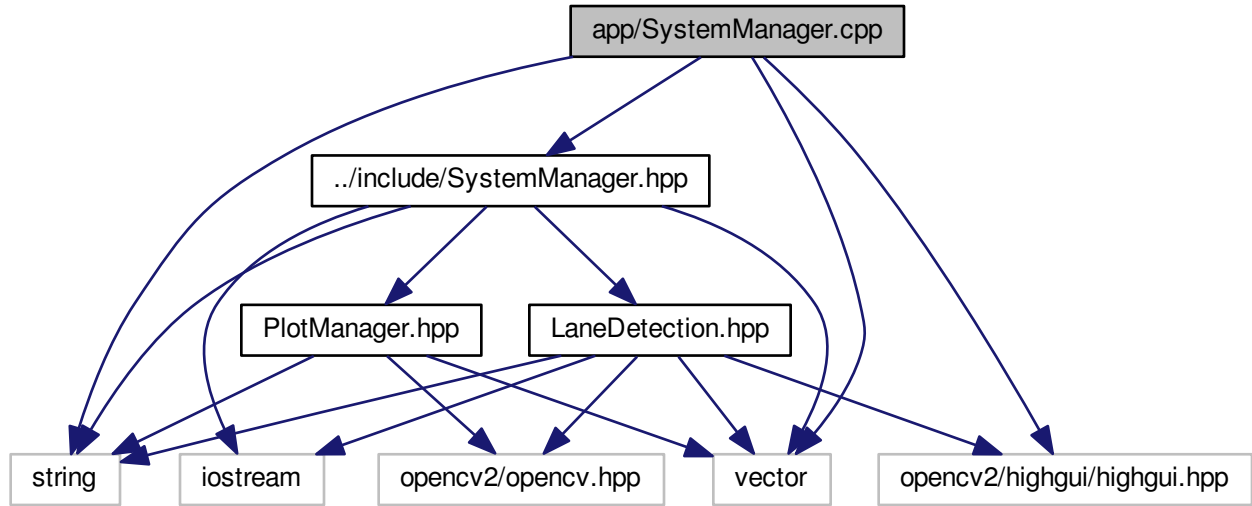 app/SystemManager.cpp
../include/SystemManager.hpp
PlotManager.hpp
LaneDetection.hpp
string
iostream
opencv2/opencv.hpp
vector
opencv2/highgui/highgui.hpp